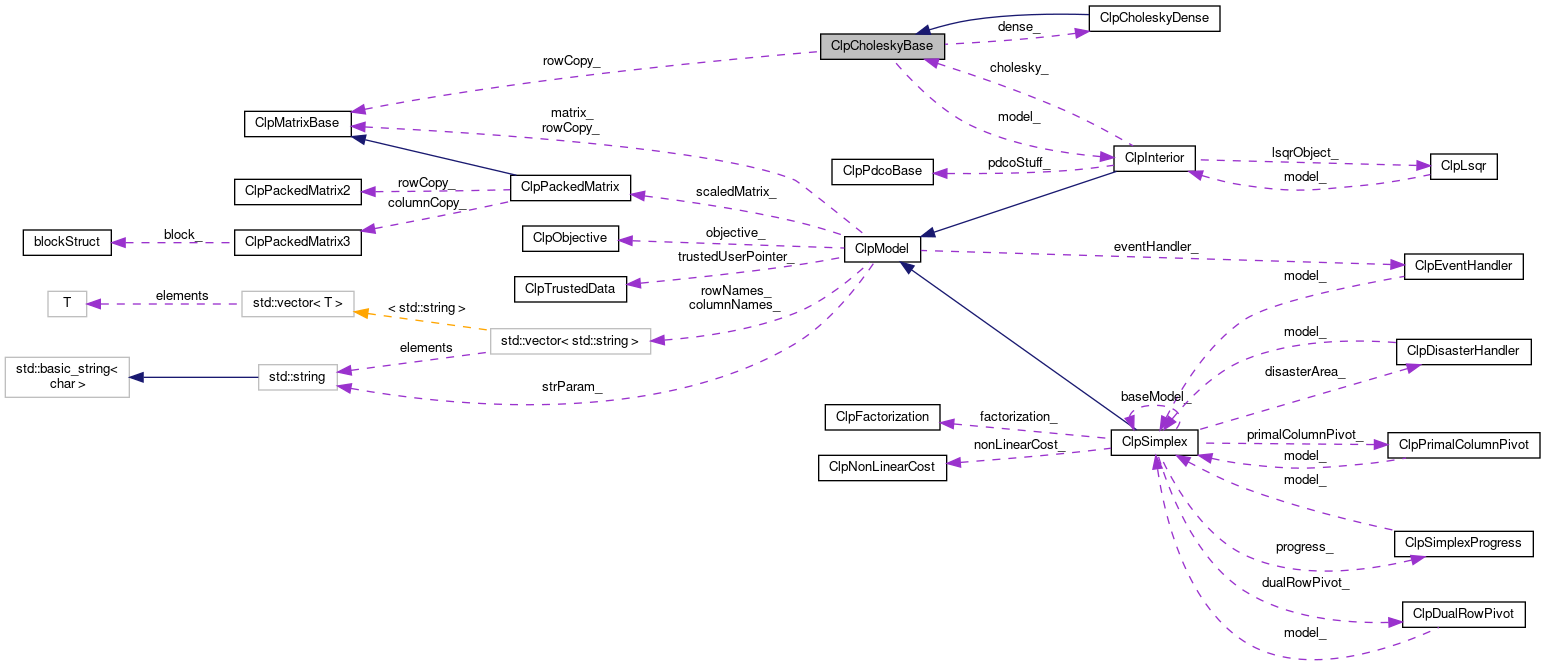 ClpCholeskyDense
dense_
ClpCholeskyBase
rowCopy_
cholesky_
matrix_
rowCopy_
ClpMatrixBase
model_
ClpInterior
lsqrObject_
pdcoStuff_
ClpPdcoBase
ClpLsqr
model_
rowCopy_
ClpPackedMatrix
ClpPackedMatrix2
scaledMatrix_
columnCopy_
block_
blockStruct
ClpPackedMatrix3
objective_
ClpObjective
ClpModel
eventHandler_
trustedUserPointer_
ClpEventHandler
model_
ClpTrustedData
rowNames_
columnNames_
elements
T
std::vector< T >
< std::string >
model_
std::vector< std::string >
elements
ClpDisasterHandler
std::basic_string<
char >
std::string
disasterArea_
strParam_
baseModel_
factorization_
ClpFactorization
ClpSimplex
primalColumnPivot_
ClpPrimalColumnPivot
nonLinearCost_
ClpNonLinearCost
model_
model_
ClpSimplexProgress
progress_
dualRowPivot_
ClpDualRowPivot
model_